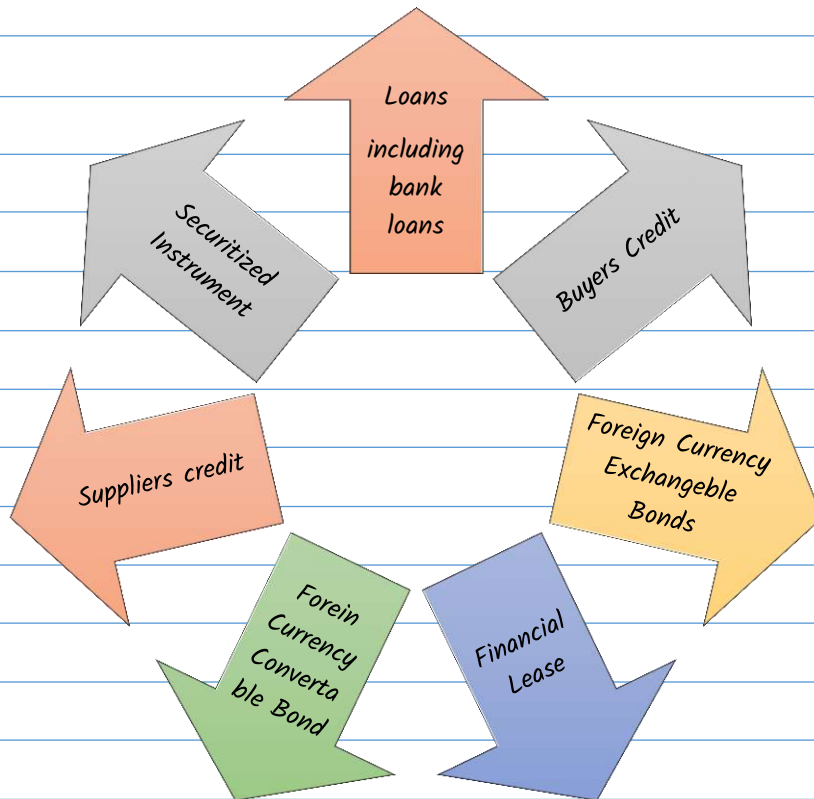 Loans
including
bank
loans
Buyers Credit
Foreign Currency
Exchangeble
Bonds
Financial
Lease
Forein
Currency
Converta
ble Bond
Suppliers credit
Securitized
Instrument